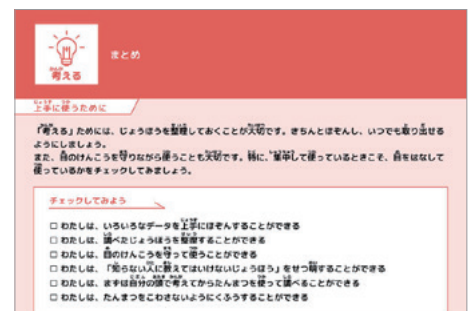 まとめ
考える
上手に使うために
「考える」ためには、じょうほうを整理しておくことが大切です。きちんとほぞんし、いつでも取り出せる
ようにしましょう。
また、目のけんこうを守りながら使うことも大切です。特に、集中して使っているときこそ、目をはなして
使っているかをチェックしてみましょう。
チェックしてみよう
□ わたしは、いろいろなデータを上手にほぞんすることができる
□ わたしは、調べたじょうほうを整理することができる
□ わたしは、目のけんこうを守って使うことができる
□ わたしは、「知らない人に教えてはいけないじょうほう」をせつ明することができる
□ わたしは、まずは自分の頭で考えてからたんまつを使って調べることができる
□ わたしは、たんまつをこわさないようにくふうすることができる